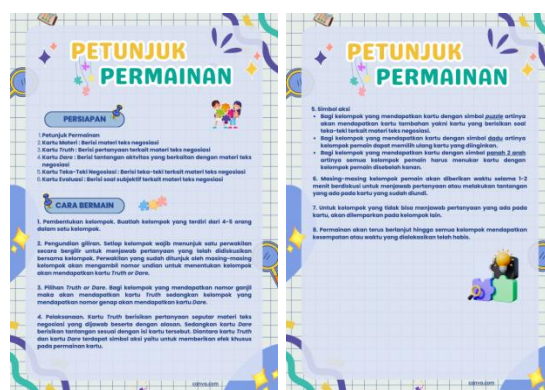 PETUNJUK
PERMAINAN
PERSIAPAN
1. Petunjuk Permainan
2. Kartu Materi : Berisi materi teks negosiasi
3. Kartu Truth : Berisi pertanyaan terkait materi teks negosiasi
4. Kartu Dare : Berisi tantangan aktivitas yang berkaitan dengan materi teks
negosiasi
5. Kartu Teka-Teki Negosiasi : Berisi teka-teki terkait materi teks negosiasi
6. Kartu Evaluasi : Berisi soal subjektif terkait materi teks negosiasi
CARA BERMAIN
1. Pembentukan kelompok. Buatlah kelompok yang terdiri dari 4-5 orang
dalam satu kelompok.
2. Pengundian giliran. Setiap kelompok wajib menunjuk satu perwakilan
secara bergilir untuk menjawab pertanyaan yang telah didiskusikan
bersama kelompok. Perwakilan yang sudah ditunjuk oleh masing-masing
kelompok akan mengambil nomor undian untuk menentukan kelompok
akan mendapatkan kartu Truth or Dare.
3. Pilihan Truth or Dare. Bagi kelompok yang mendapatkan nomor ganjil
maka akan mendapatkan kartu Truth sedangkan kelompok yang
mendapatkan nomor genap akan mendapatkan kartu Dare.
4. Pelaksanaan. Kartu Truth berisikan pertanyaan seputar materi teks
negosiasi yang dijawab beserta dengan alasan. Sedangkan kartu Dare
berisikan tantangan sesuai dengan isi kartu tersebut. Diantara kartu Truth
dan kartu Dare terdapat simbol aksi yaitu untuk memberikan efek khusus
pada permainan kartu.
canva.com
PETUNJUK
PERMAINAN
5. Simbol aksi
Bagi kelompok yang mendapatkan kartu dengan simbol puzzle artinya
akan mendapatkan kartu tambahan yakni kartu yang berisikan soal
teka-teki terkait materi teks negosiasi.
Bagi kelompok yang mendapatkan kartu dengan simbol dadu artinya
kelompok pemain dapat memilih ulang kartu yang diinginkan.
Bagi kelompok yang mendapatkan kartu dengan simbol panah 2 arah
artinya semua kelompok pemain harus menukar kartu dengan
kelompok pemain disebelah kanan.
6. Masing-masing kelompok pemain akan diberikan waktu selama 1-2
menit berdiskusi untuk menjawab pertanyaan atau melakukan tantangan
yang ada pada kartu yang sudah diundi.
7. Untuk kelompok yang tidak bisa menjawab pertanyaan yang ada pada
kartu, akan dilemparkan pada kelompok lain.
8. Permainan akan terus berlanjut hingga semua kelompok mendapatkan
kesempatan atau waktu yang dialokasikan telah habis.
canva.com